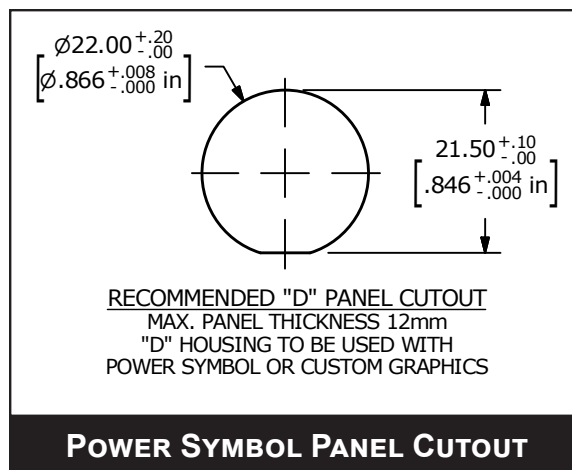 Ø22.00 +.20 -.00
[Ø.866 +.008 -.000 in]
21.50 +.10 -.00
[.846 +.004 -.000 in]
RECOMMENDED "D" PANEL CUTOUT
MAX. PANEL THICKNESS 12mm
"D" HOUSING TO BE USED WITH
POWER SYMBOL OR CUSTOM GRAPHICS
POWER SYMBOL PANEL CUTOUT